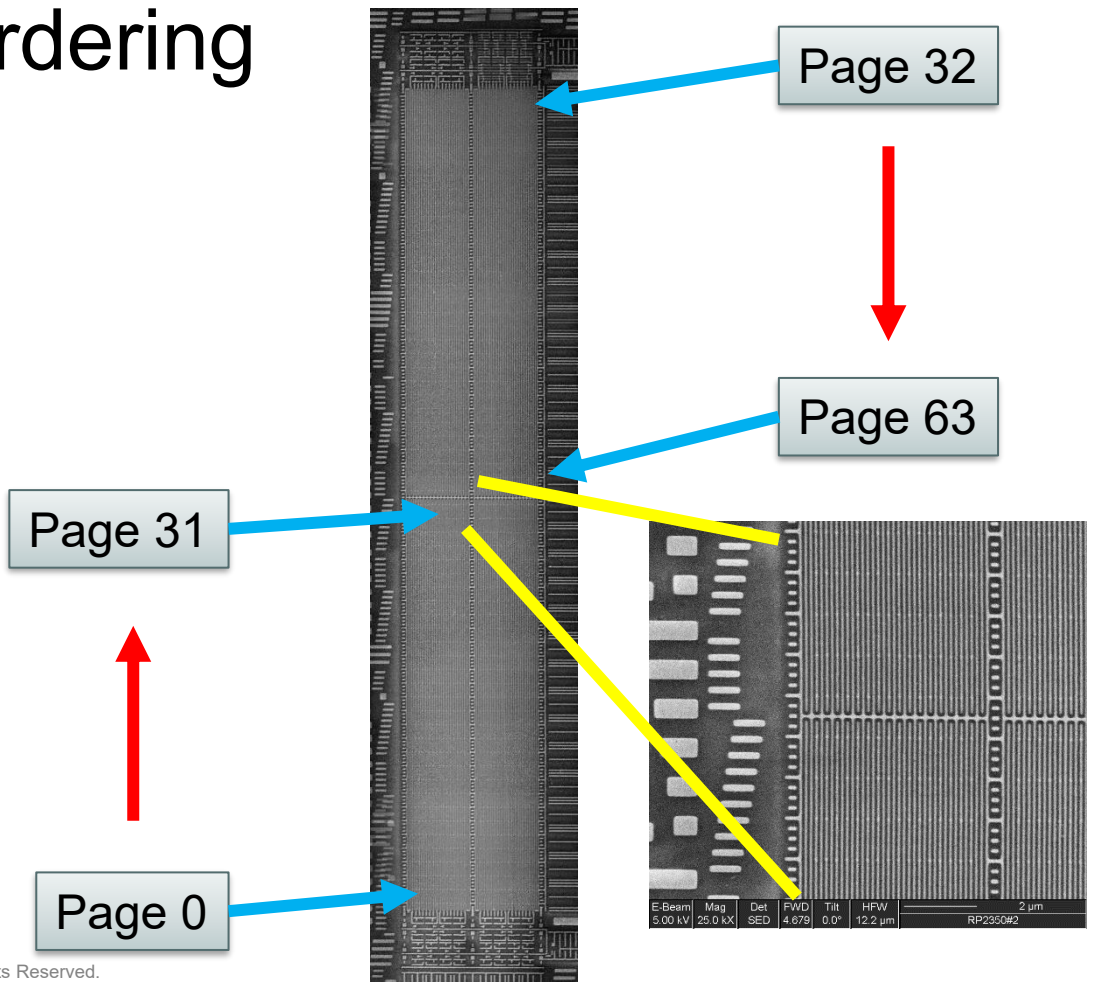 rdering
Page 32
Page 63
Page 31
Page 0
E-Beam Mag Det FWD Tilt HFW 2 µm
5.00 kV 25.0 kX SED 4.679 0.0° 12.2 µm RP2350#2
ts Reserved.